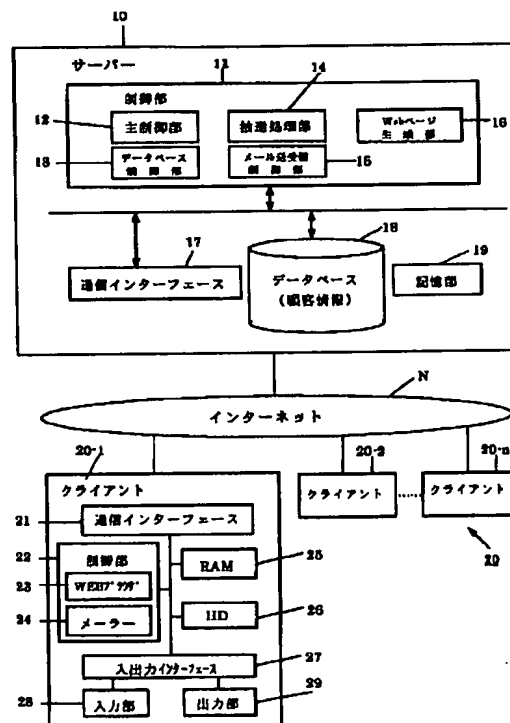 10
サーバー
11
14
制御部
12
主制御部
抽選処理部
Webページ
生成部
16
13
データベース
制御部
メール送受信
制御部
15
17
18
19
通信インターフェース
データベース
(顧客情報)
記憶部
N
インターネット
20-1
20-2
20-n
クライアント
クライアント
クライアント
21
通信インターフェース
20
22
制御部
23
WEBブラウザ
24
メーラー
RAM
25
HD
26
入出力インターフェース
27
28
入力部
出力部
29